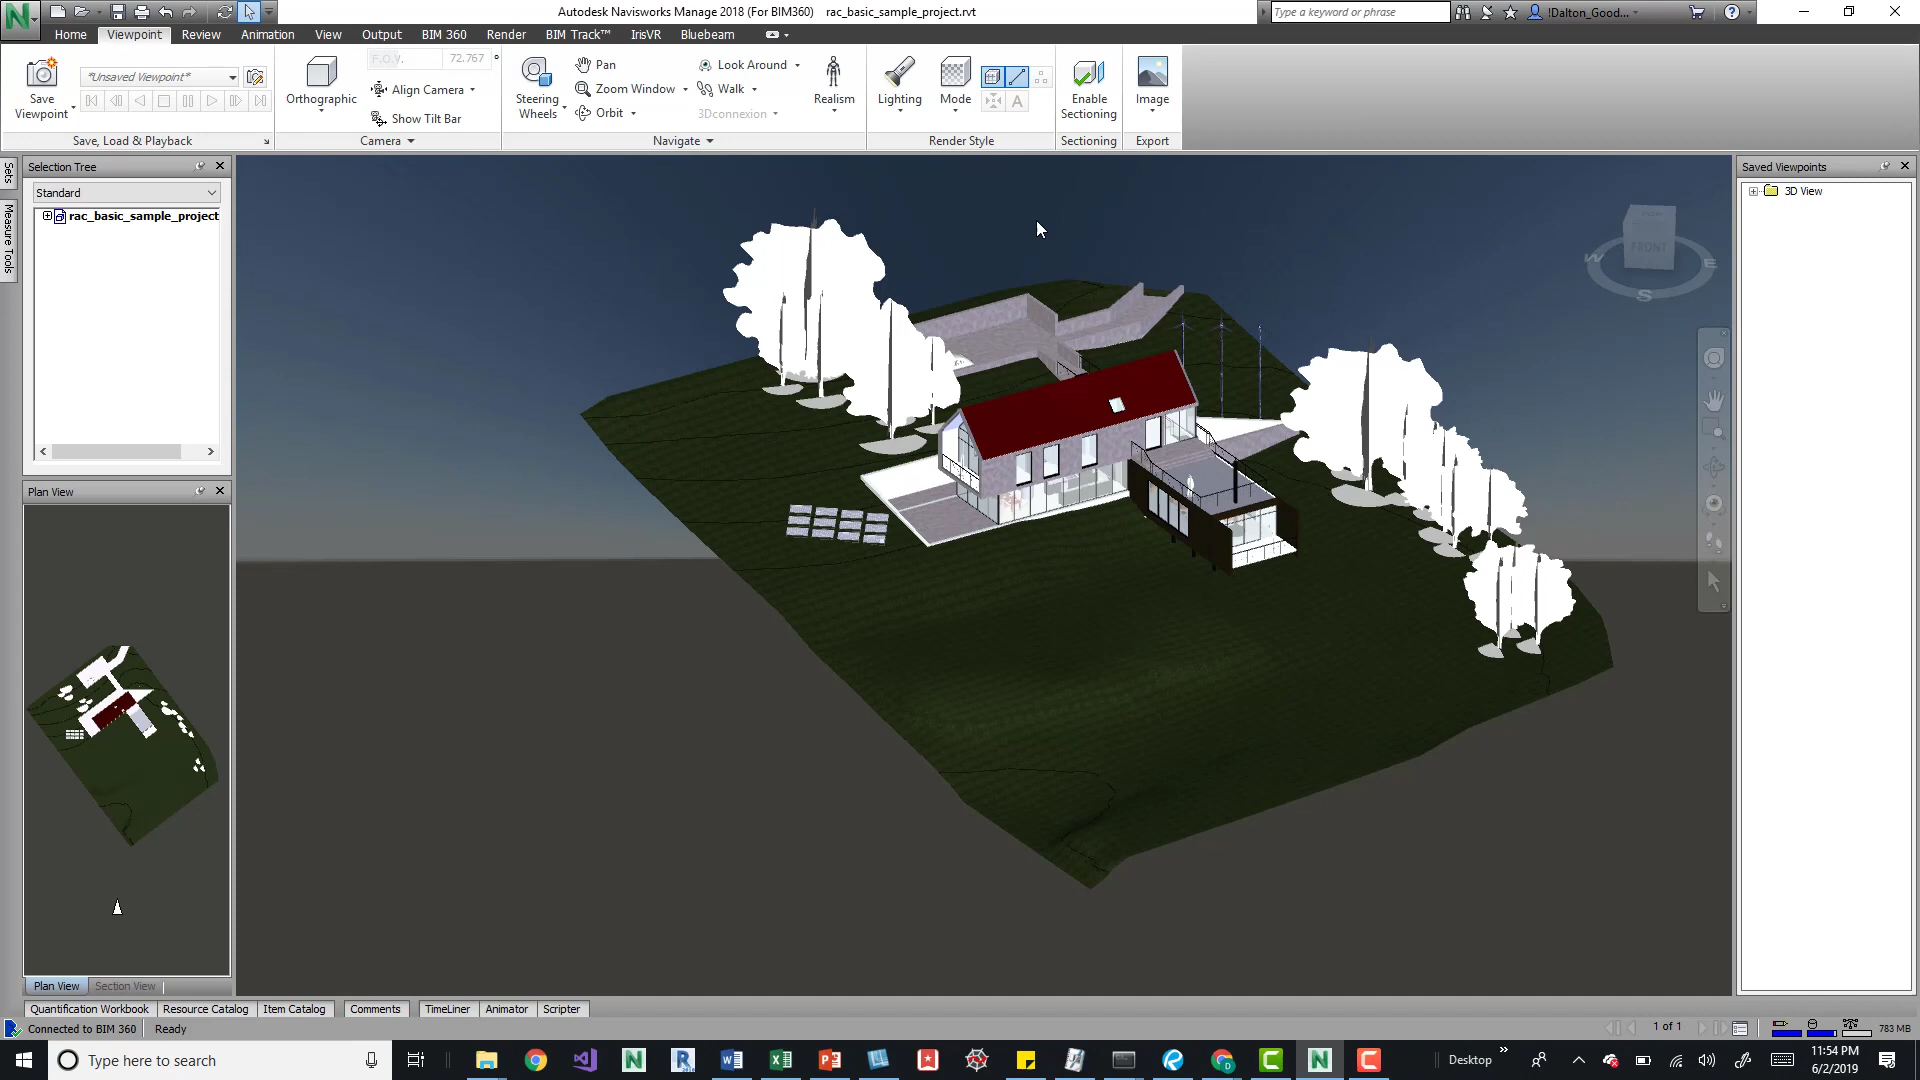 Autodesk Navisworks Manage 2018 (For BIM360) rac_basic_sample_project.rvt
Type a keyword or phrase
!Dalton_Good...
Home Viewpoint Review Animation View Output BIM 360 Render BIM Track™ IrisVR Bluebeam
*Unsaved Viewpoint*
Save Viewpoint
Save, Load & Playback
Orthographic
F.O.V. 72.767 °
Align Camera
Show Tilt Bar
Camera
Steering Wheels
Pan
Zoom Window
Orbit
Look Around
Walk
3Dconnexion
Realism
Navigate
Lighting
Mode
Render Style
Enable Sectioning
Sectioning
Image
Export
Sets
Measure Tools
Selection Tree
Standard
rac_basic_sample_project
Plan View
Plan View Section View
FRONT
W
E
S
Saved Viewpoints
3D View
Quantification Workbook Resource Catalog Item Catalog Comments TimeLiner Animator Scripter
Connected to BIM 360 Ready
1 of 1
783 MB
Type here to search
Desktop
11:54 PM
6/2/2019